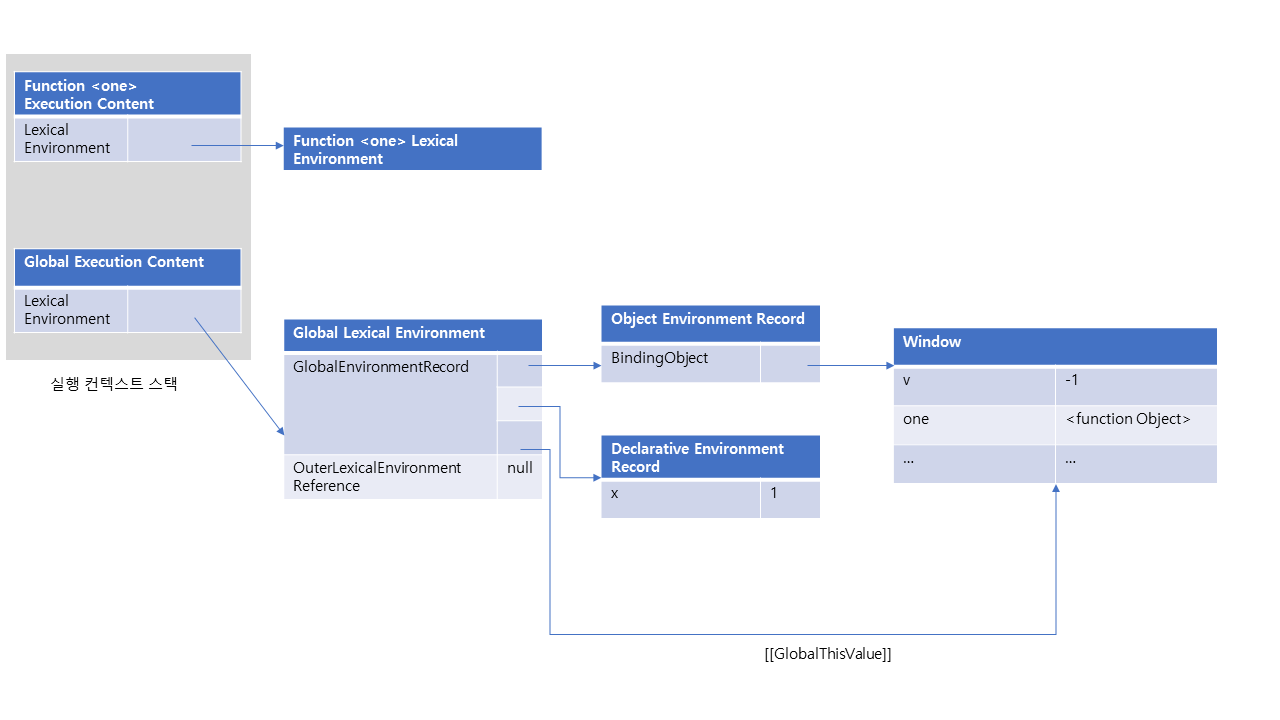 Function <one>
Execution Content
Lexical
Environment
Function <one> Lexical
Environment
Global Execution Content
Lexical
Environment
실행 컨텍스트 스택
Global Lexical Environment
GlobalEnvironmentRecord
OuterLexicalEnvironment
Reference
null
Object Environment Record
BindingObject
Declarative Environment
Record
x
1
Window
v
-1
one
<function Object>
...
...
[[GlobalThisValue]]